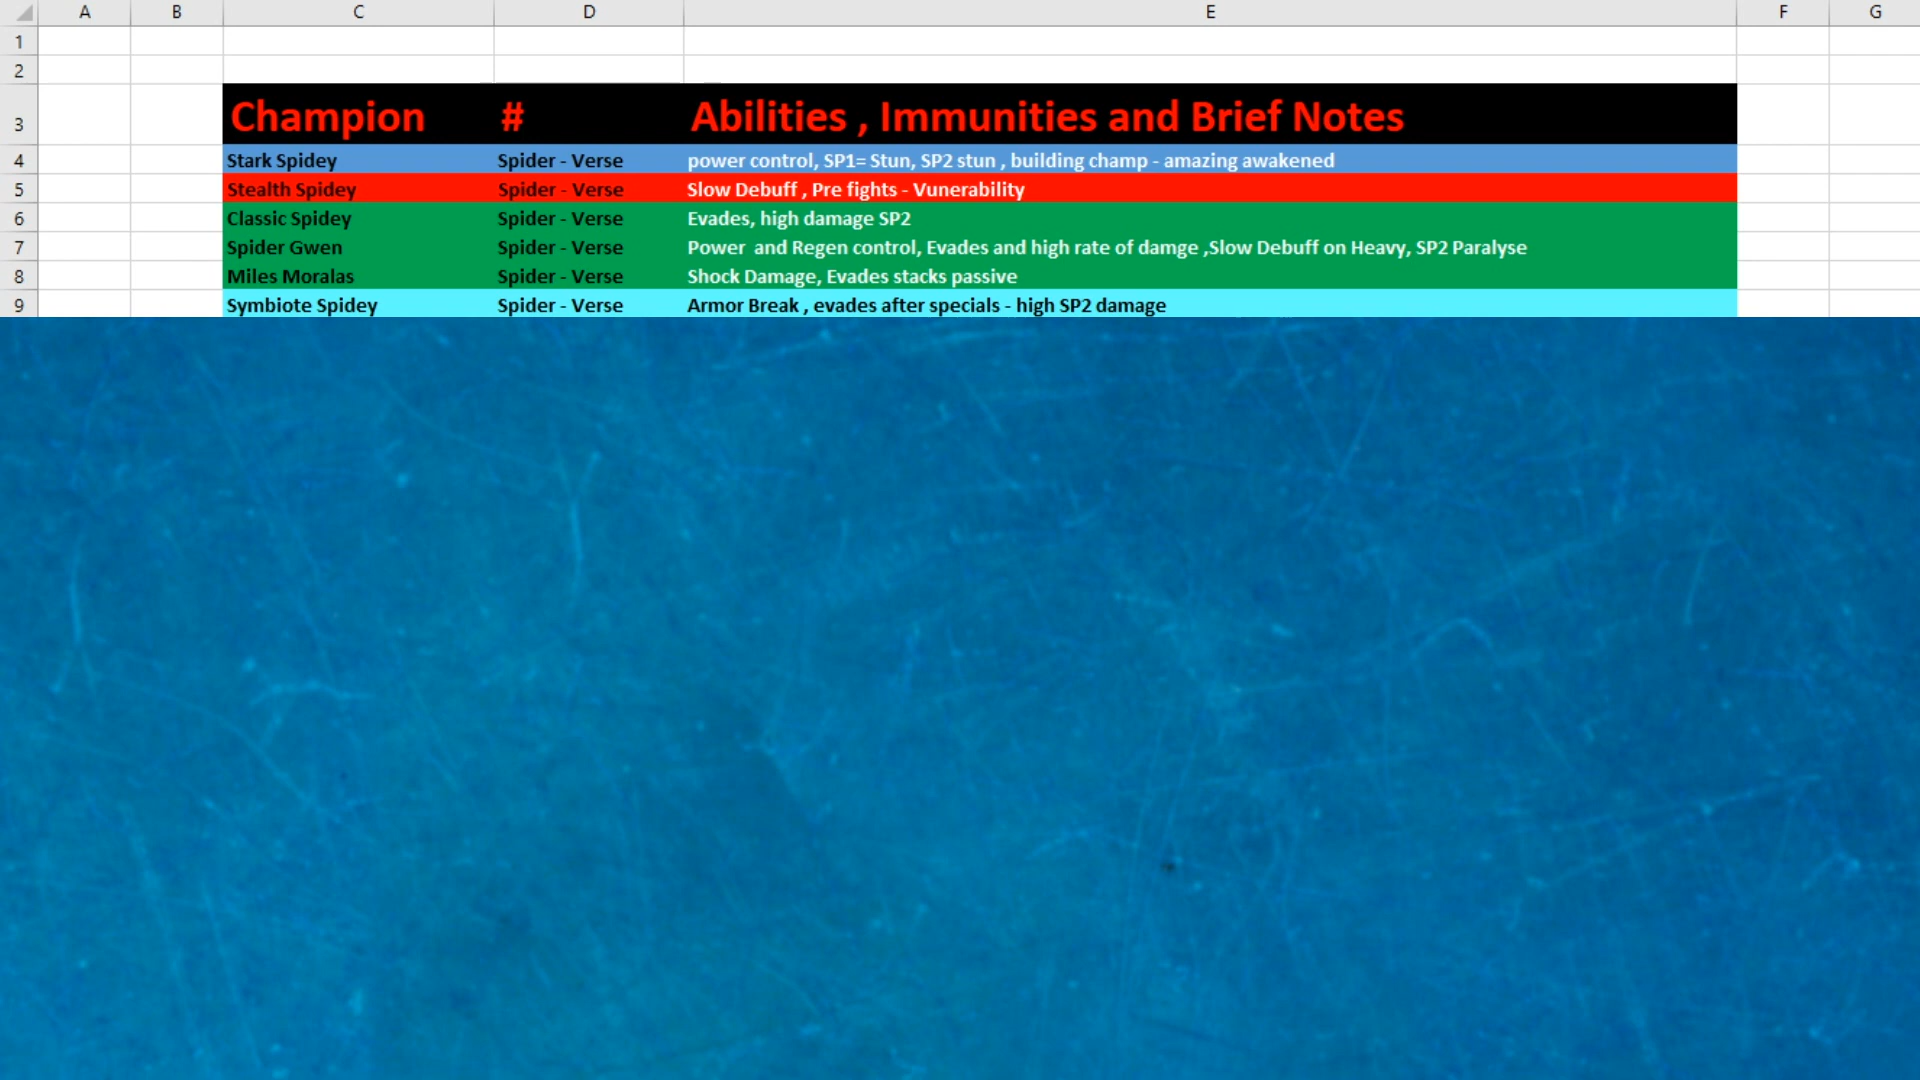 A B C D E F G
1
2
3 Champion # Abilities , Immunities and Brief Notes
4 Stark Spidey Spider - Verse power control, SP1= Stun, SP2 stun , building champ - amazing awakened
5 Stealth Spidey Spider - Verse Slow Debuff , Pre fights - Vunerability
6 Classic Spidey Spider - Verse Evades, high damage SP2
7 Spider Gwen Spider - Verse Power and Regen control, Evades and high rate of damge ,Slow Debuff on Heavy, SP2 Paralyse
8 Miles Moralas Spider - Verse Shock Damage, Evades stacks passive
9 Symbiote Spidey Spider - Verse Armor Break , evades after specials - high SP2 damage